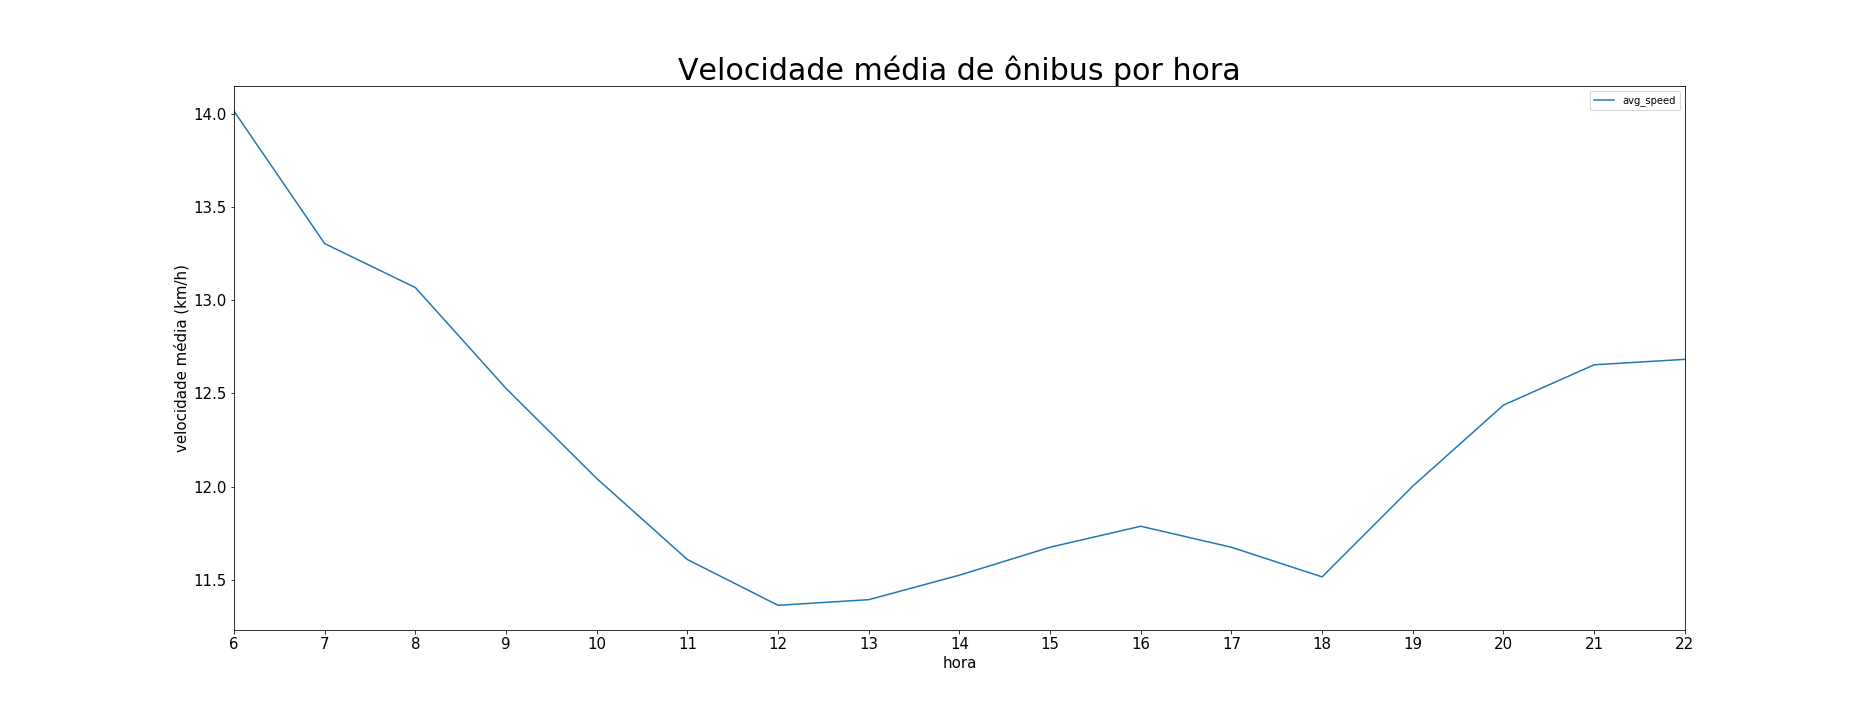 Velocidade média de ônibus por hora
avg_speed
velocidade média (km/h)
14.0
13.5
13.0
12.5
12.0
11.5
6 7 8 9 10 11 12 13 14 15 16 17 18 19 20 21 22
hora